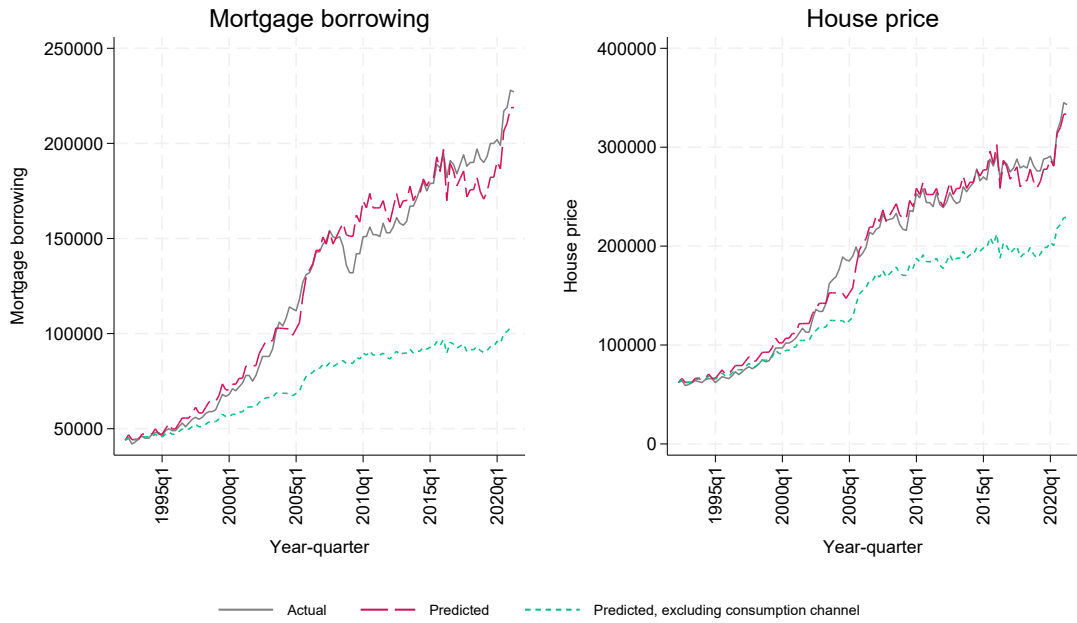 Mortgage borrowing
250000
200000
150000
100000
50000
Mortgage borrowing
1995q1
2000q1
2005q1
2010q1
2015q1
2020q1
Year-quarter
House price
400000
300000
200000
100000
0
House price
1995q1
2000q1
2005q1
2010q1
2015q1
2020q1
Year-quarter
Actual
Predicted
Predicted, excluding consumption channel